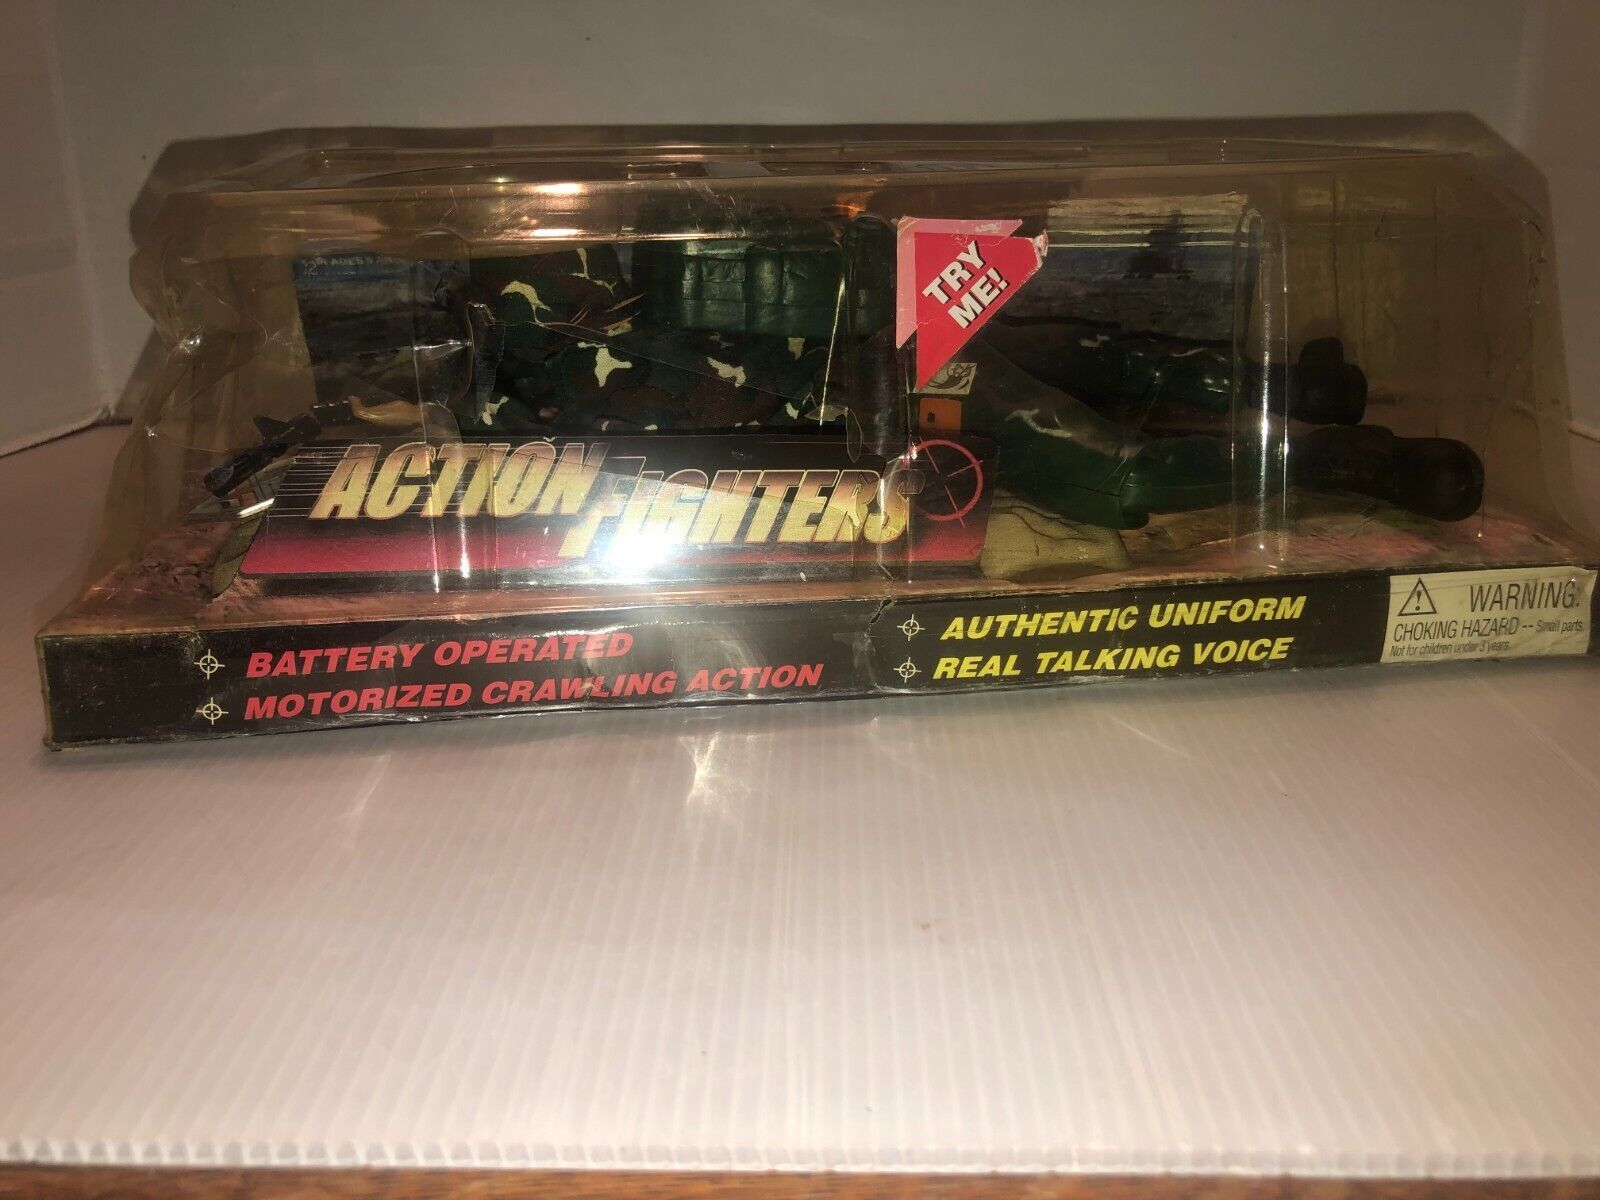 TRY
ME!
ACTION
FIGHTERS
BATTERY OPERATED
MOTORIZED CRAWLING ACTION
AUTHENTIC UNIFORM
REAL TALKING VOICE
WARNING:
CHOKING HAZARD -- Small parts.
Not for children under 3 years.